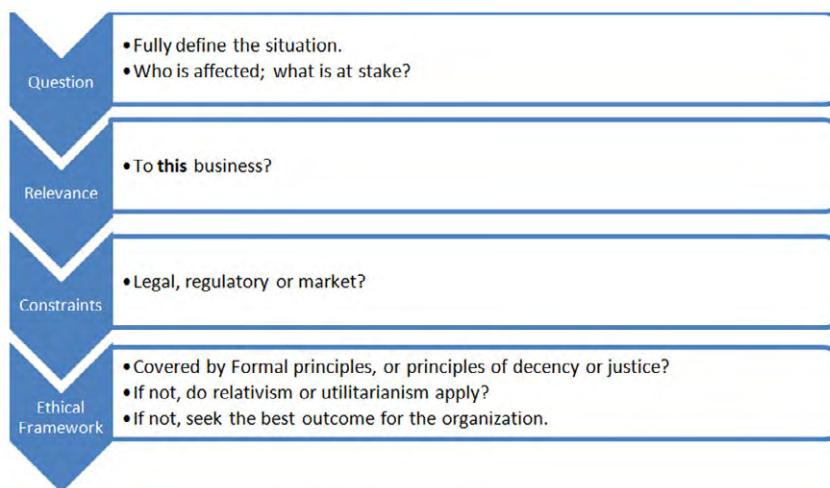 Question
•Fully define the situation.
•Who is affected; what is at stake?
Relevance
•To this business?
Constraints
•Legal, regulatory or market?
Ethical
Framework
•Covered by Formal principles, or principles of decency or justice?
•If not, do relativism or utilitarianism apply?
•If not, seek the best outcome for the organization.